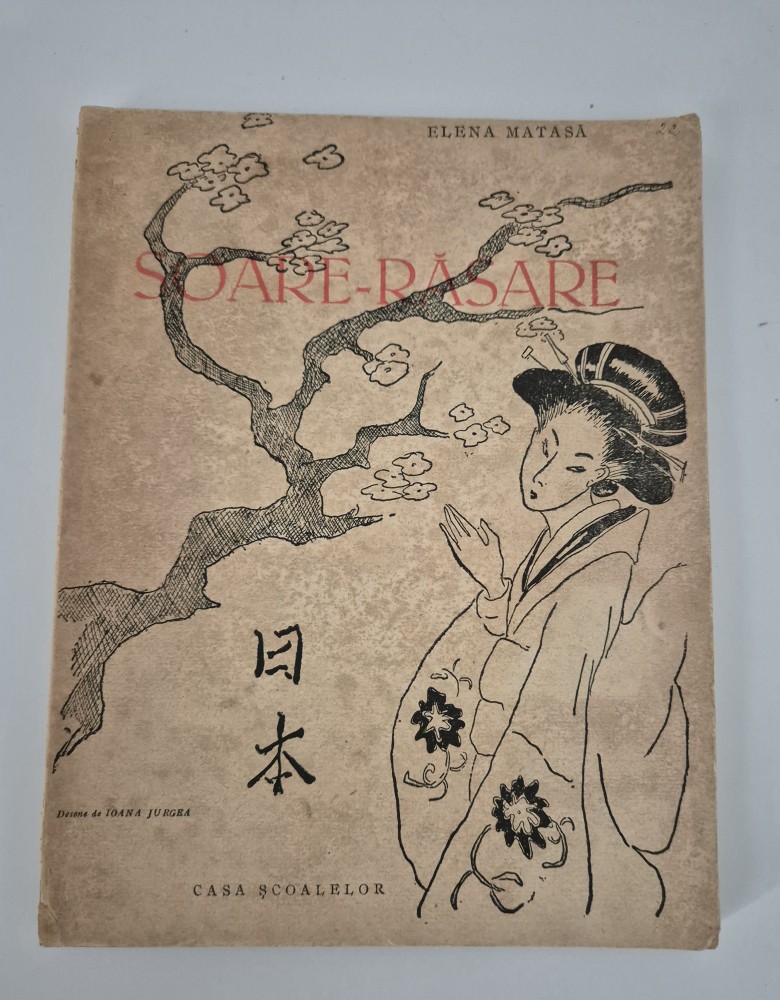 ELENA MATASĂ
22
SOARE-RĂSARE
日
本
Desene de IOANA JURGEA
CASA ȘCOALELOR